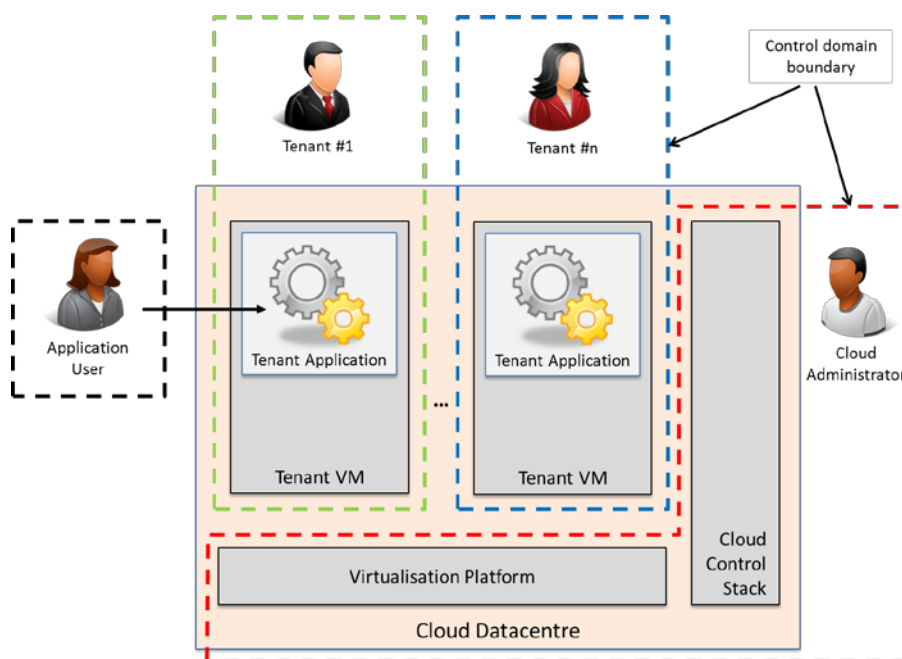 Control domain
boundary
Tenant #1
Tenant #n
Application
User
Tenant Application
Tenant Application
Cloud
Administrator
...
Tenant VM
Tenant VM
Cloud
Control
Stack
Virtualisation Platform
Cloud Datacentre